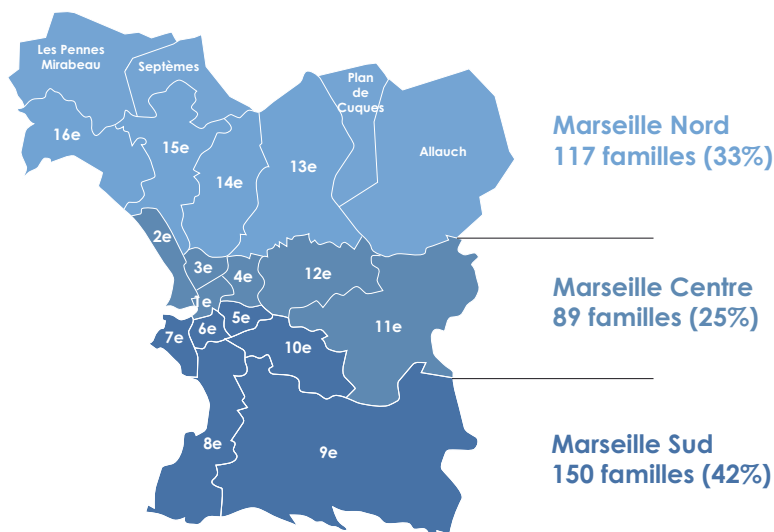 Les Pennes
Mirabeau
Septèmes
Plan
de
Cuques
Allauch
16e
15e
14e
13e
Marseille Nord
117 familles (33%)
2e
3e
4e
12e
1e
11e
Marseille Centre
89 familles (25%)
5e
6e
7e
10e
8e
9e
Marseille Sud
150 familles (42%)